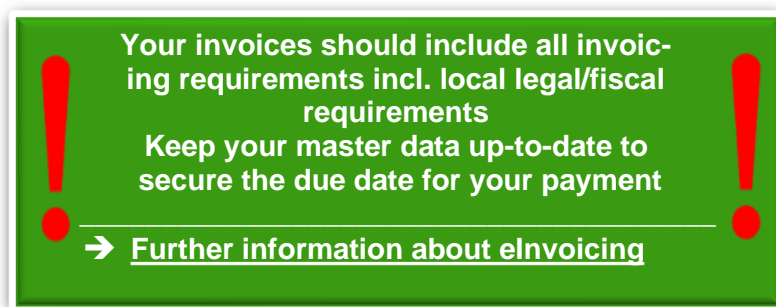 Your invoices should include all invoic-
ing requirements incl. local legal/fiscal
requirements
Keep your master data up-to-date to
secure the due date for your payment
➔ Further information about eInvoicing